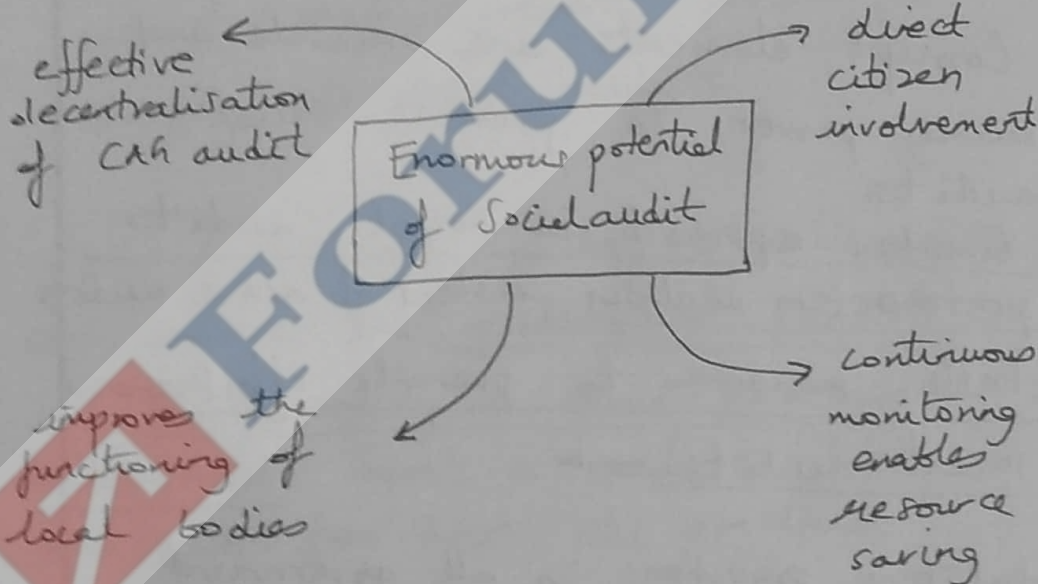 effective
decentralisation
of CAG audit
direct
citizen
involvement
Enormous potential
of Social audit
improves the
functioning of
local bodies
continuous
monitoring
enables
resource
saving
Foru